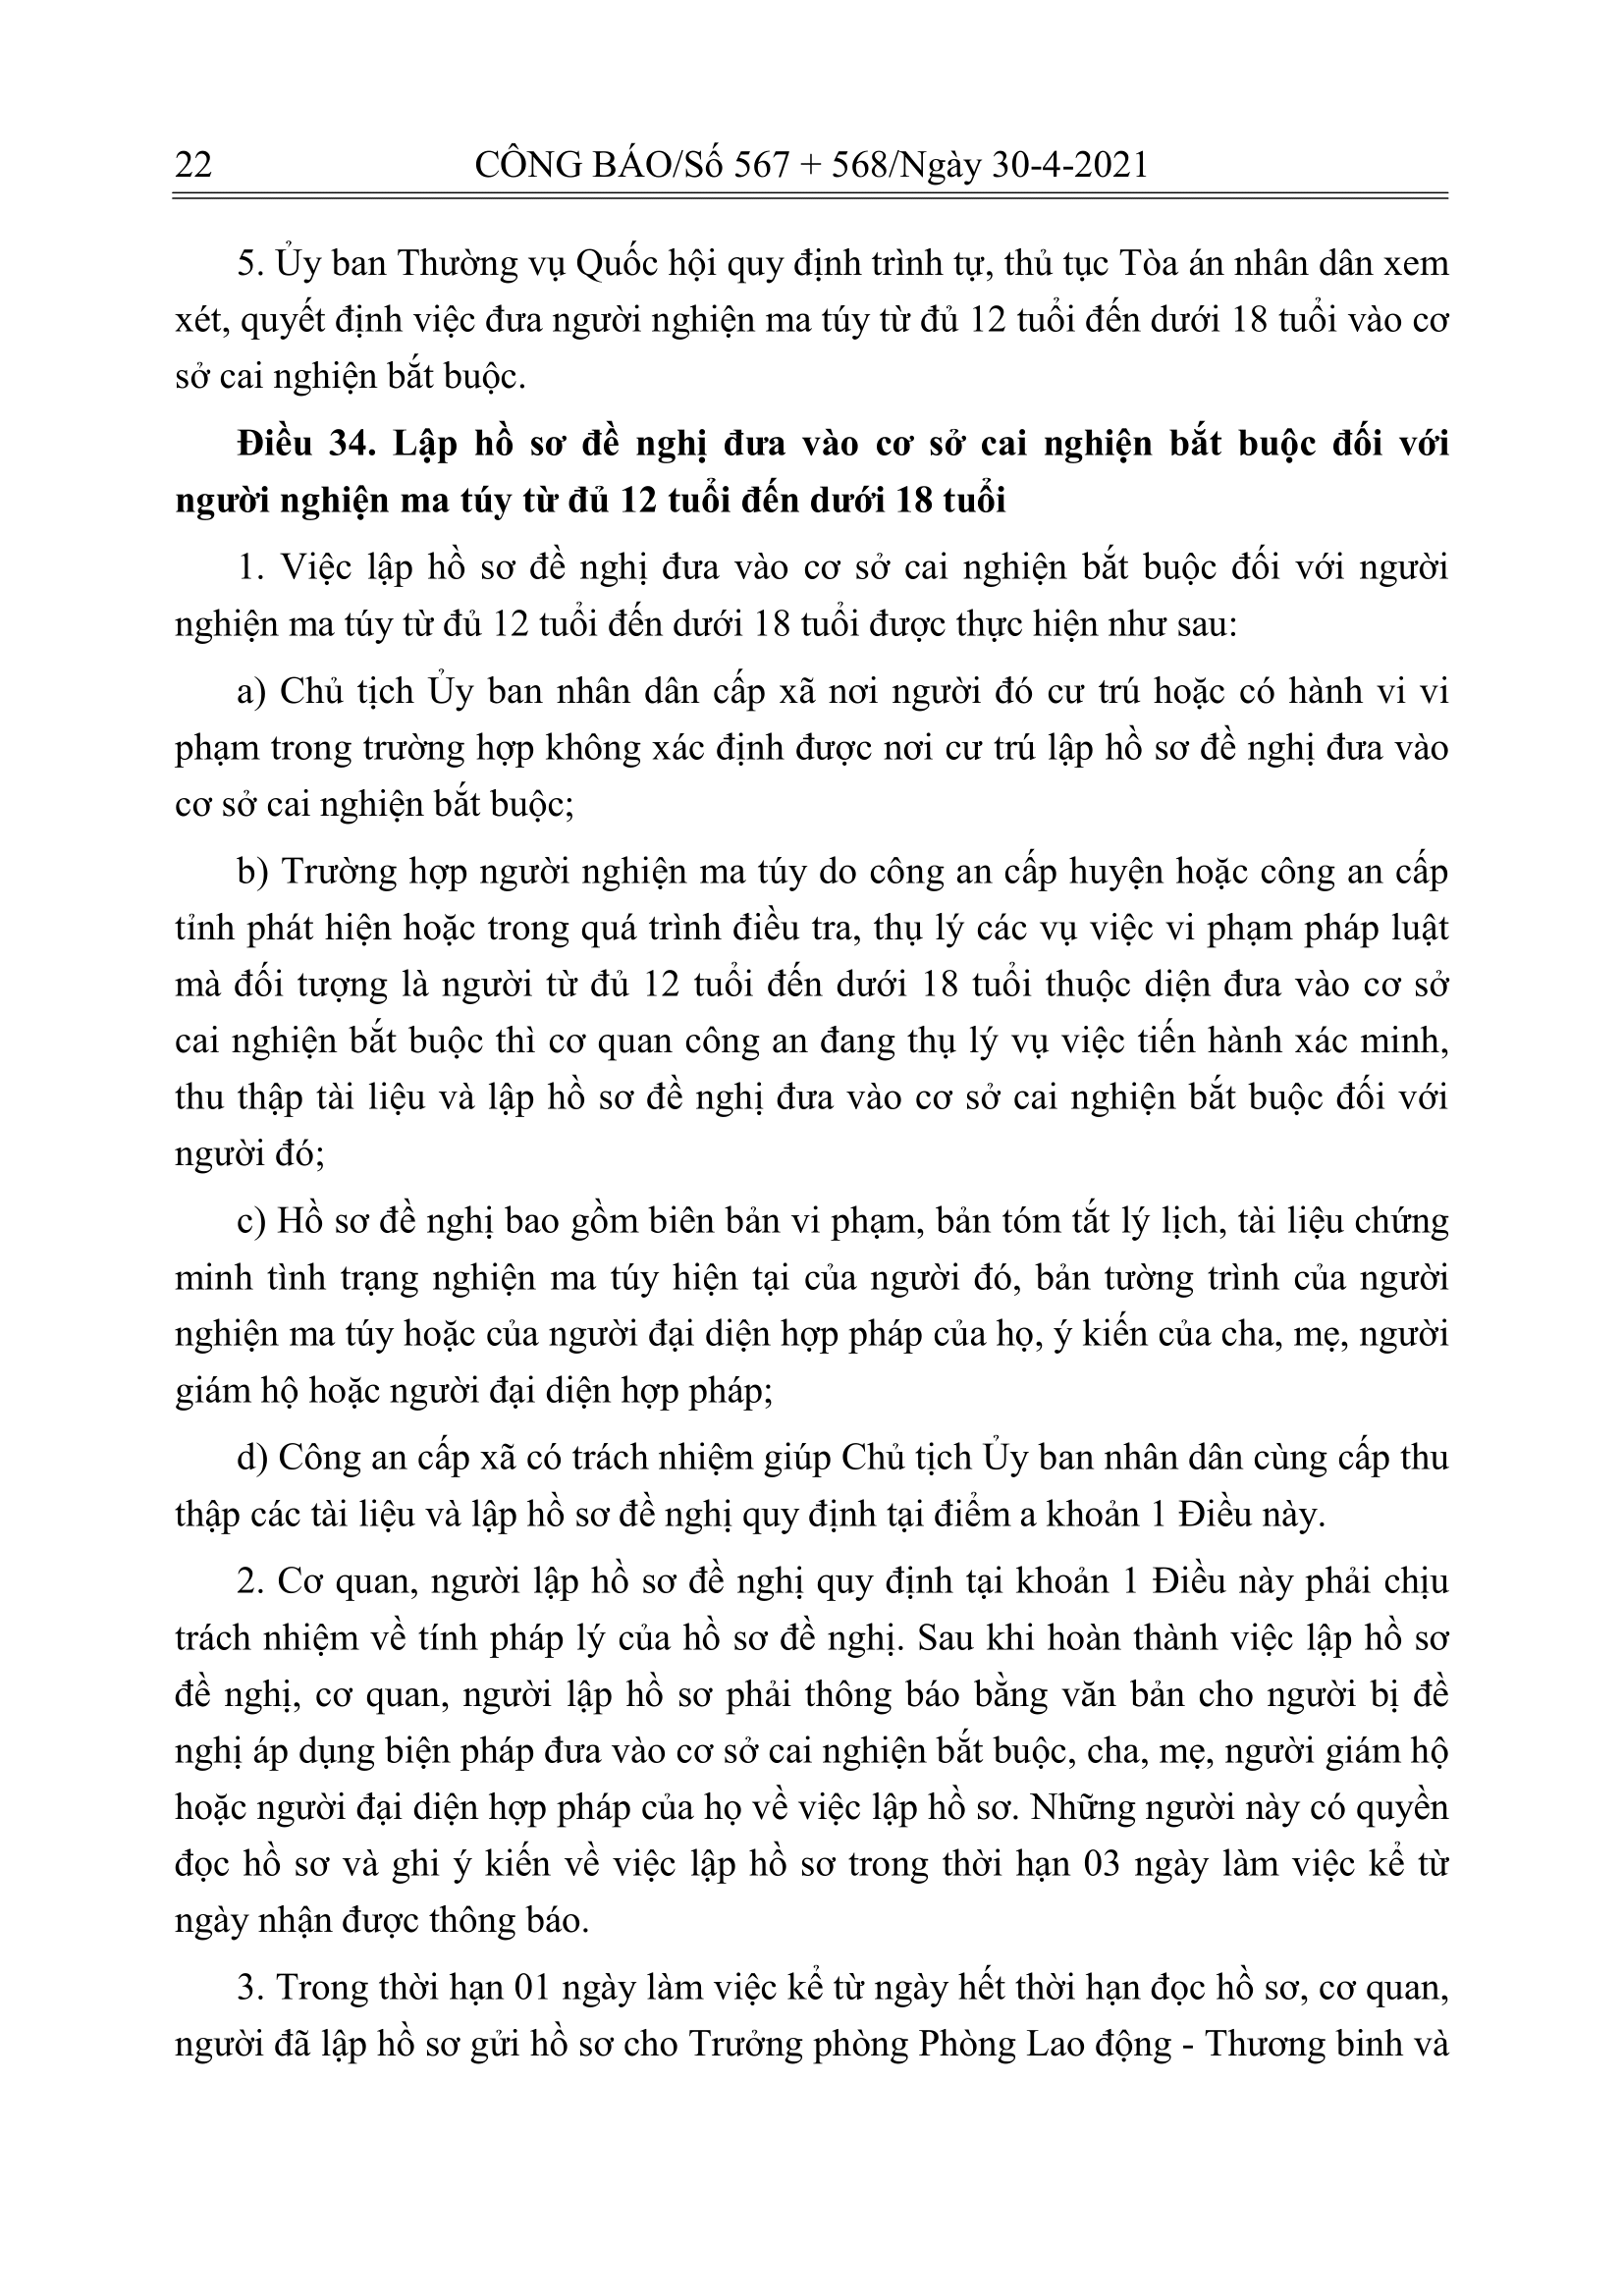 22 CÔNG BÁO/Số 567 + 568/Ngày 30-4-2021
5. Ủy ban Thường vụ Quốc hội quy định trình tự, thủ tục Tòa án nhân dân xem
xét, quyết định việc đưa người nghiện ma túy từ đủ 12 tuổi đến dưới 18 tuổi vào cơ
sở cai nghiện bắt buộc.
Điều 34. Lập hồ sơ đề nghị đưa vào cơ sở cai nghiện bắt buộc đối với
người nghiện ma túy từ đủ 12 tuổi đến dưới 18 tuổi
1. Việc lập hồ sơ đề nghị đưa vào cơ sở cai nghiện bắt buộc đối với người
nghiện ma túy từ đủ 12 tuổi đến dưới 18 tuổi được thực hiện như sau:
a) Chủ tịch Ủy ban nhân dân cấp xã nơi người đó cư trú hoặc có hành vi vi
phạm trong trường hợp không xác định được nơi cư trú lập hồ sơ đề nghị đưa vào
cơ sở cai nghiện bắt buộc;
b) Trường hợp người nghiện ma túy do công an cấp huyện hoặc công an cấp
tỉnh phát hiện hoặc trong quá trình điều tra, thụ lý các vụ việc vi phạm pháp luật
mà đối tượng là người từ đủ 12 tuổi đến dưới 18 tuổi thuộc diện đưa vào cơ sở
cai nghiện bắt buộc thì cơ quan công an đang thụ lý vụ việc tiến hành xác minh,
thu thập tài liệu và lập hồ sơ đề nghị đưa vào cơ sở cai nghiện bắt buộc đối với
người đó;
c) Hồ sơ đề nghị bao gồm biên bản vi phạm, bản tóm tắt lý lịch, tài liệu chứng
minh tình trạng nghiện ma túy hiện tại của người đó, bản tường trình của người
nghiện ma túy hoặc của người đại diện hợp pháp của họ, ý kiến của cha, mẹ, người
giám hộ hoặc người đại diện hợp pháp;
d) Công an cấp xã có trách nhiệm giúp Chủ tịch Ủy ban nhân dân cùng cấp thu
thập các tài liệu và lập hồ sơ đề nghị quy định tại điểm a khoản 1 Điều này.
2. Cơ quan, người lập hồ sơ đề nghị quy định tại khoản 1 Điều này phải chịu
trách nhiệm về tính pháp lý của hồ sơ đề nghị. Sau khi hoàn thành việc lập hồ sơ
đề nghị, cơ quan, người lập hồ sơ phải thông báo bằng văn bản cho người bị đề
nghị áp dụng biện pháp đưa vào cơ sở cai nghiện bắt buộc, cha, mẹ, người giám hộ
hoặc người đại diện hợp pháp của họ về việc lập hồ sơ. Những người này có quyền
đọc hồ sơ và ghi ý kiến về việc lập hồ sơ trong thời hạn 03 ngày làm việc kể từ
ngày nhận được thông báo.
3. Trong thời hạn 01 ngày làm việc kể từ ngày hết thời hạn đọc hồ sơ, cơ quan,
người đã lập hồ sơ gửi hồ sơ cho Trưởng phòng Phòng Lao động - Thương binh và